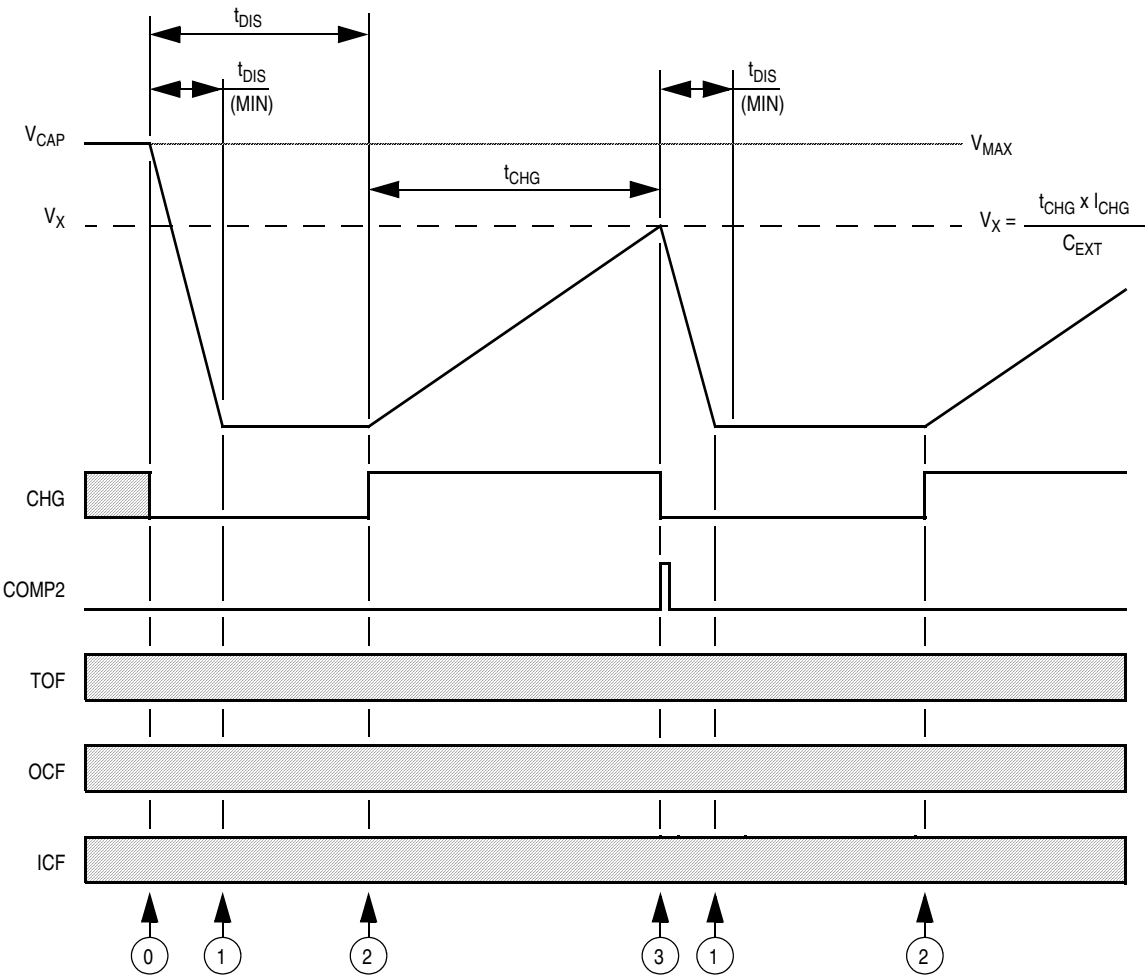 tDIS
tDIS
(MIN)
tDIS
(MIN)
VCAP
VMAX
tCHG
VX
VX = tCHG x ICHG
CEXT
CHG
COMP2
TOF
OCF
ICF
0 1 2 3 1 2